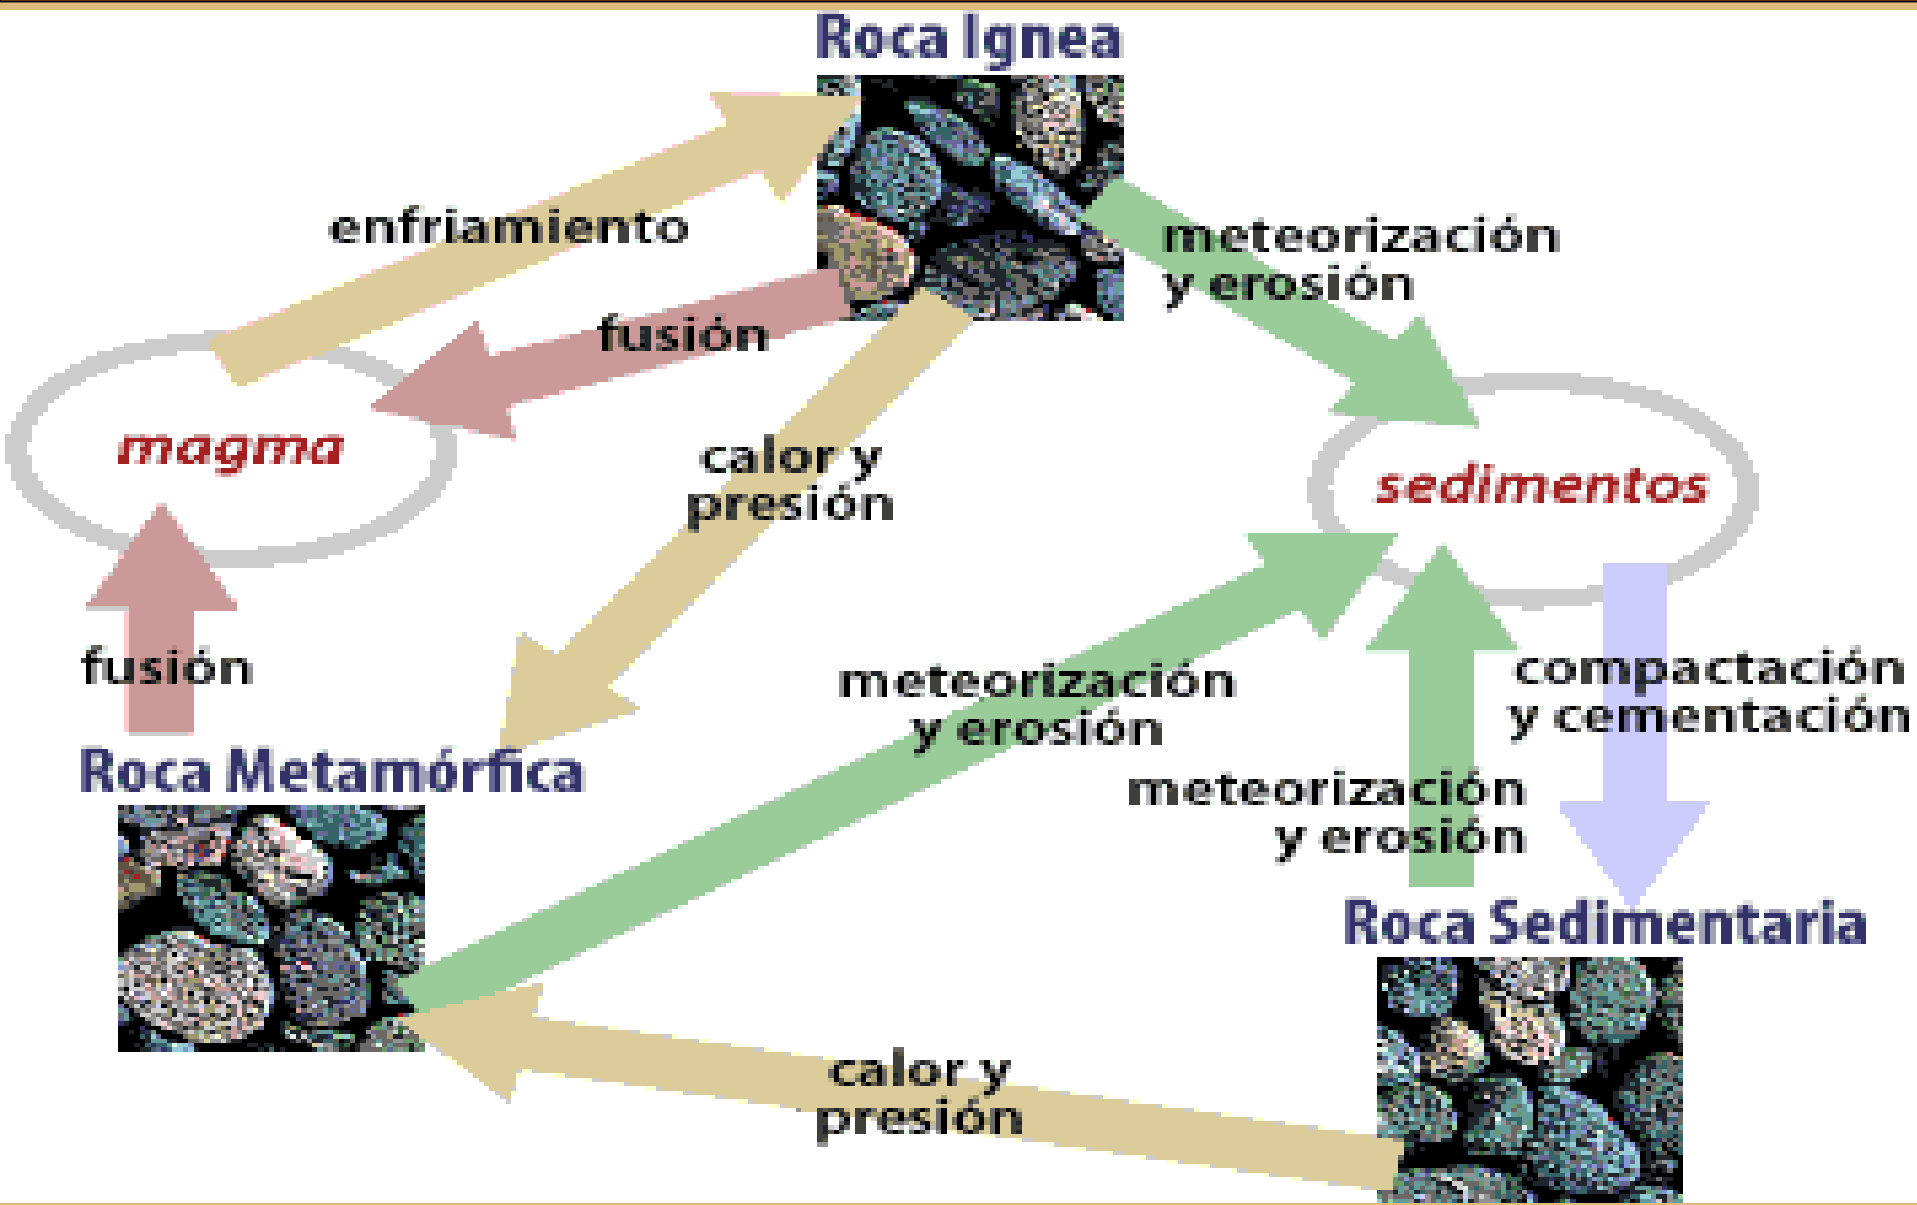 Roca Ignea
enfriamiento
meteorización
y erosión
fusión
magma
calor y
presión
sedimentos
fusión
meteorización
y erosión
compactación
y cementación
Roca Metamórfica
meteorización
y erosión
Roca Sedimentaria
calor y
presión